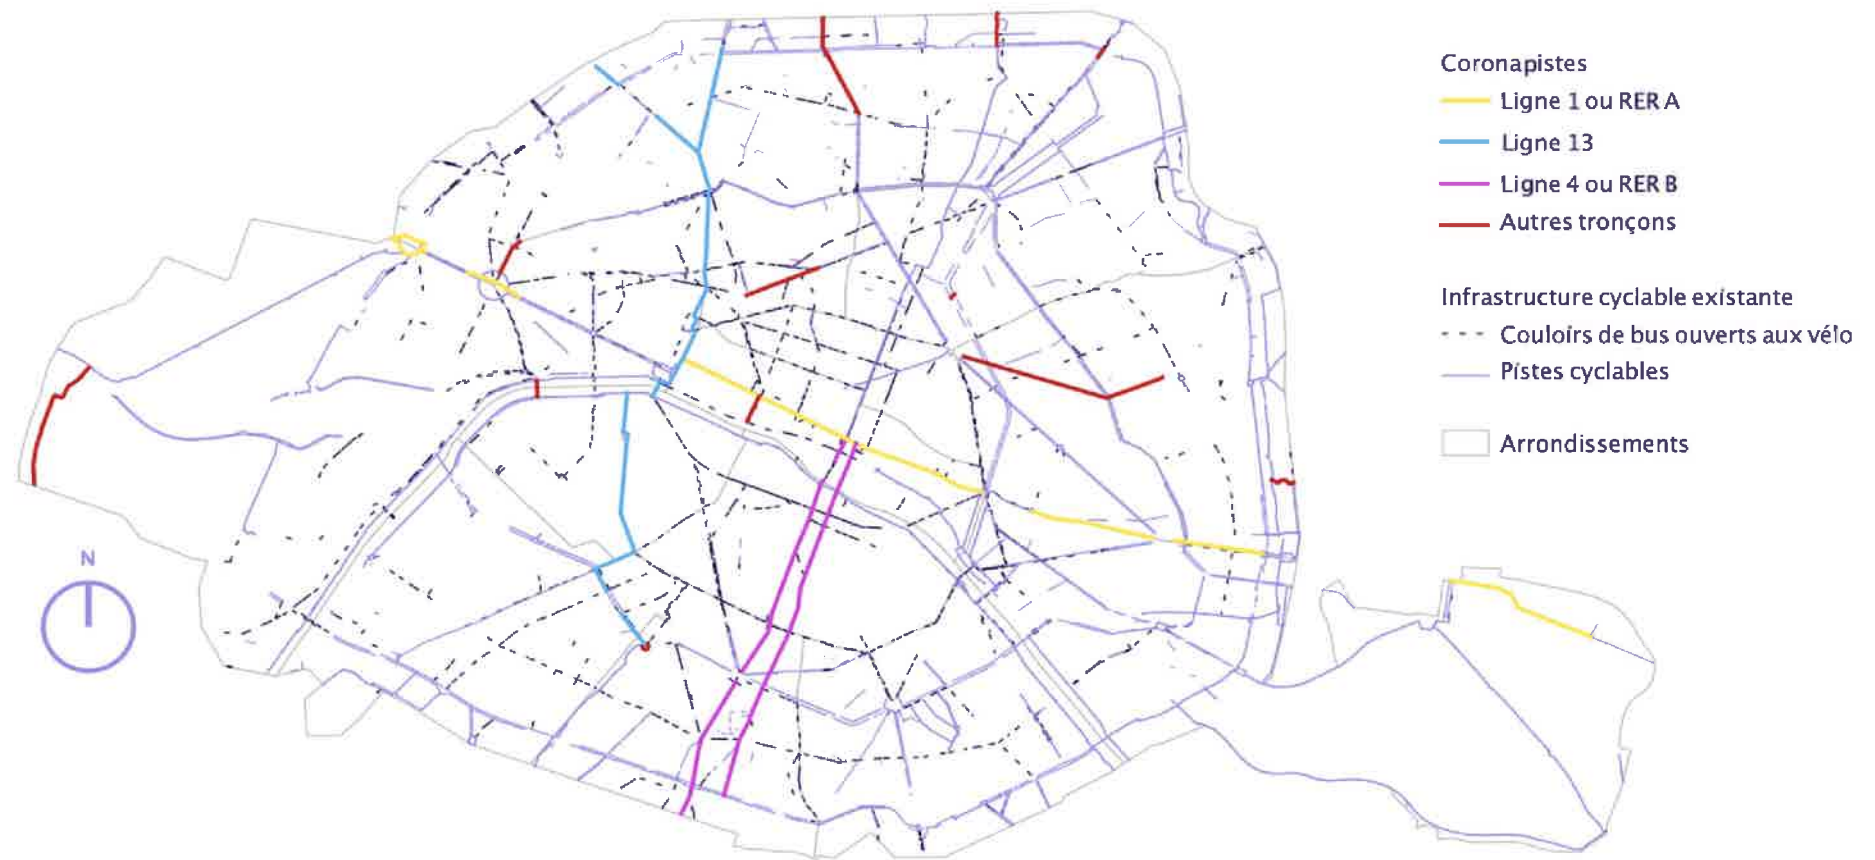 Coronapistes
Ligne 1 ou RER A
Ligne 13
Ligne 4 ou RER B
Autres tronçons
Infrastructure cyclable existante
Couloirs de bus ouverts aux vélo
Pistes cyclables
Arrondissements
N